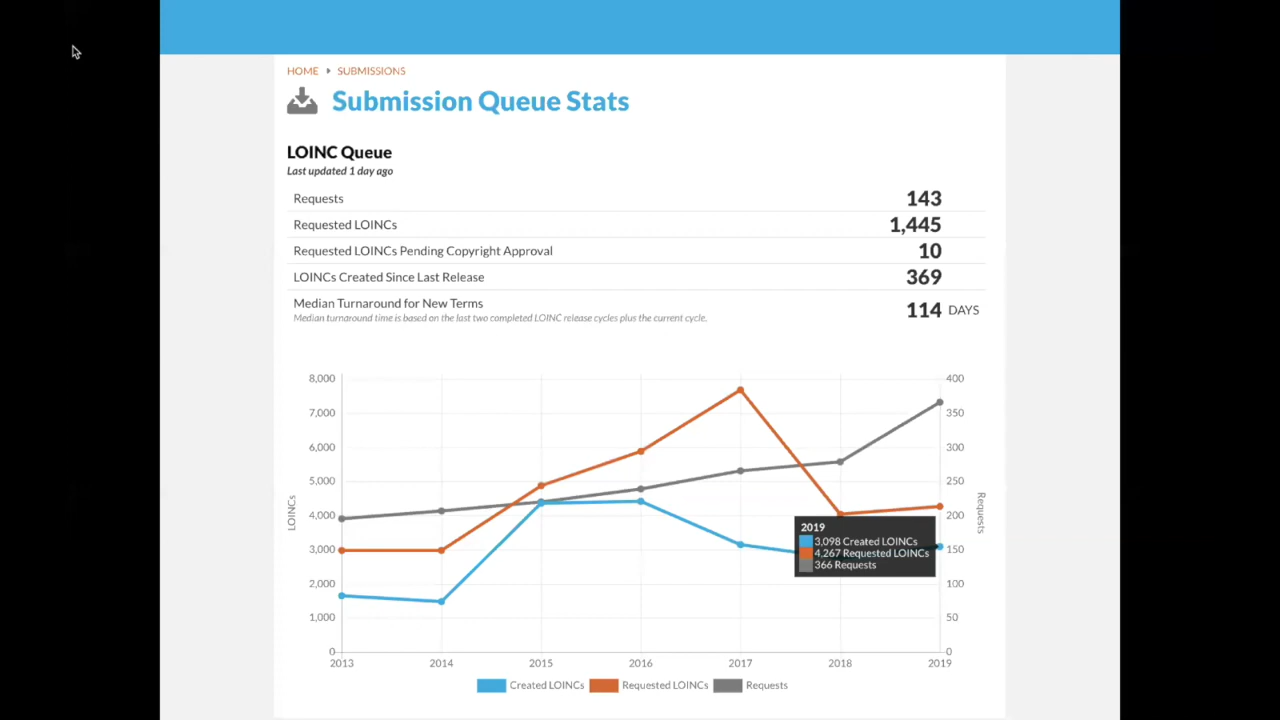 HOME SUBMISSIONS
Submission Queue Stats
LOINC Queue
Last updated 1 day ago
Requests 143
Requested LOINCs 1,445
Requested LOINCs Pending Copyright Approval 10
LOINCs Created Since Last Release 369
Median Turnaround for New Terms 114 DAYS
Median turnaround time is based on the last two completed LOINC release cycles plus the current cycle.
8,000 400
7,000 350
6,000 300
5,000 250
4,000 200
3,000 150
2,000 100
1,000 50
0 0
LOINCs
Requests
2019
3,098 Created LOINCs
4,267 Requested LOINCs
366 Requests
2013 2014 2015 2016 2017 2018 2019
Created LOINCs Requested LOINCs Requests